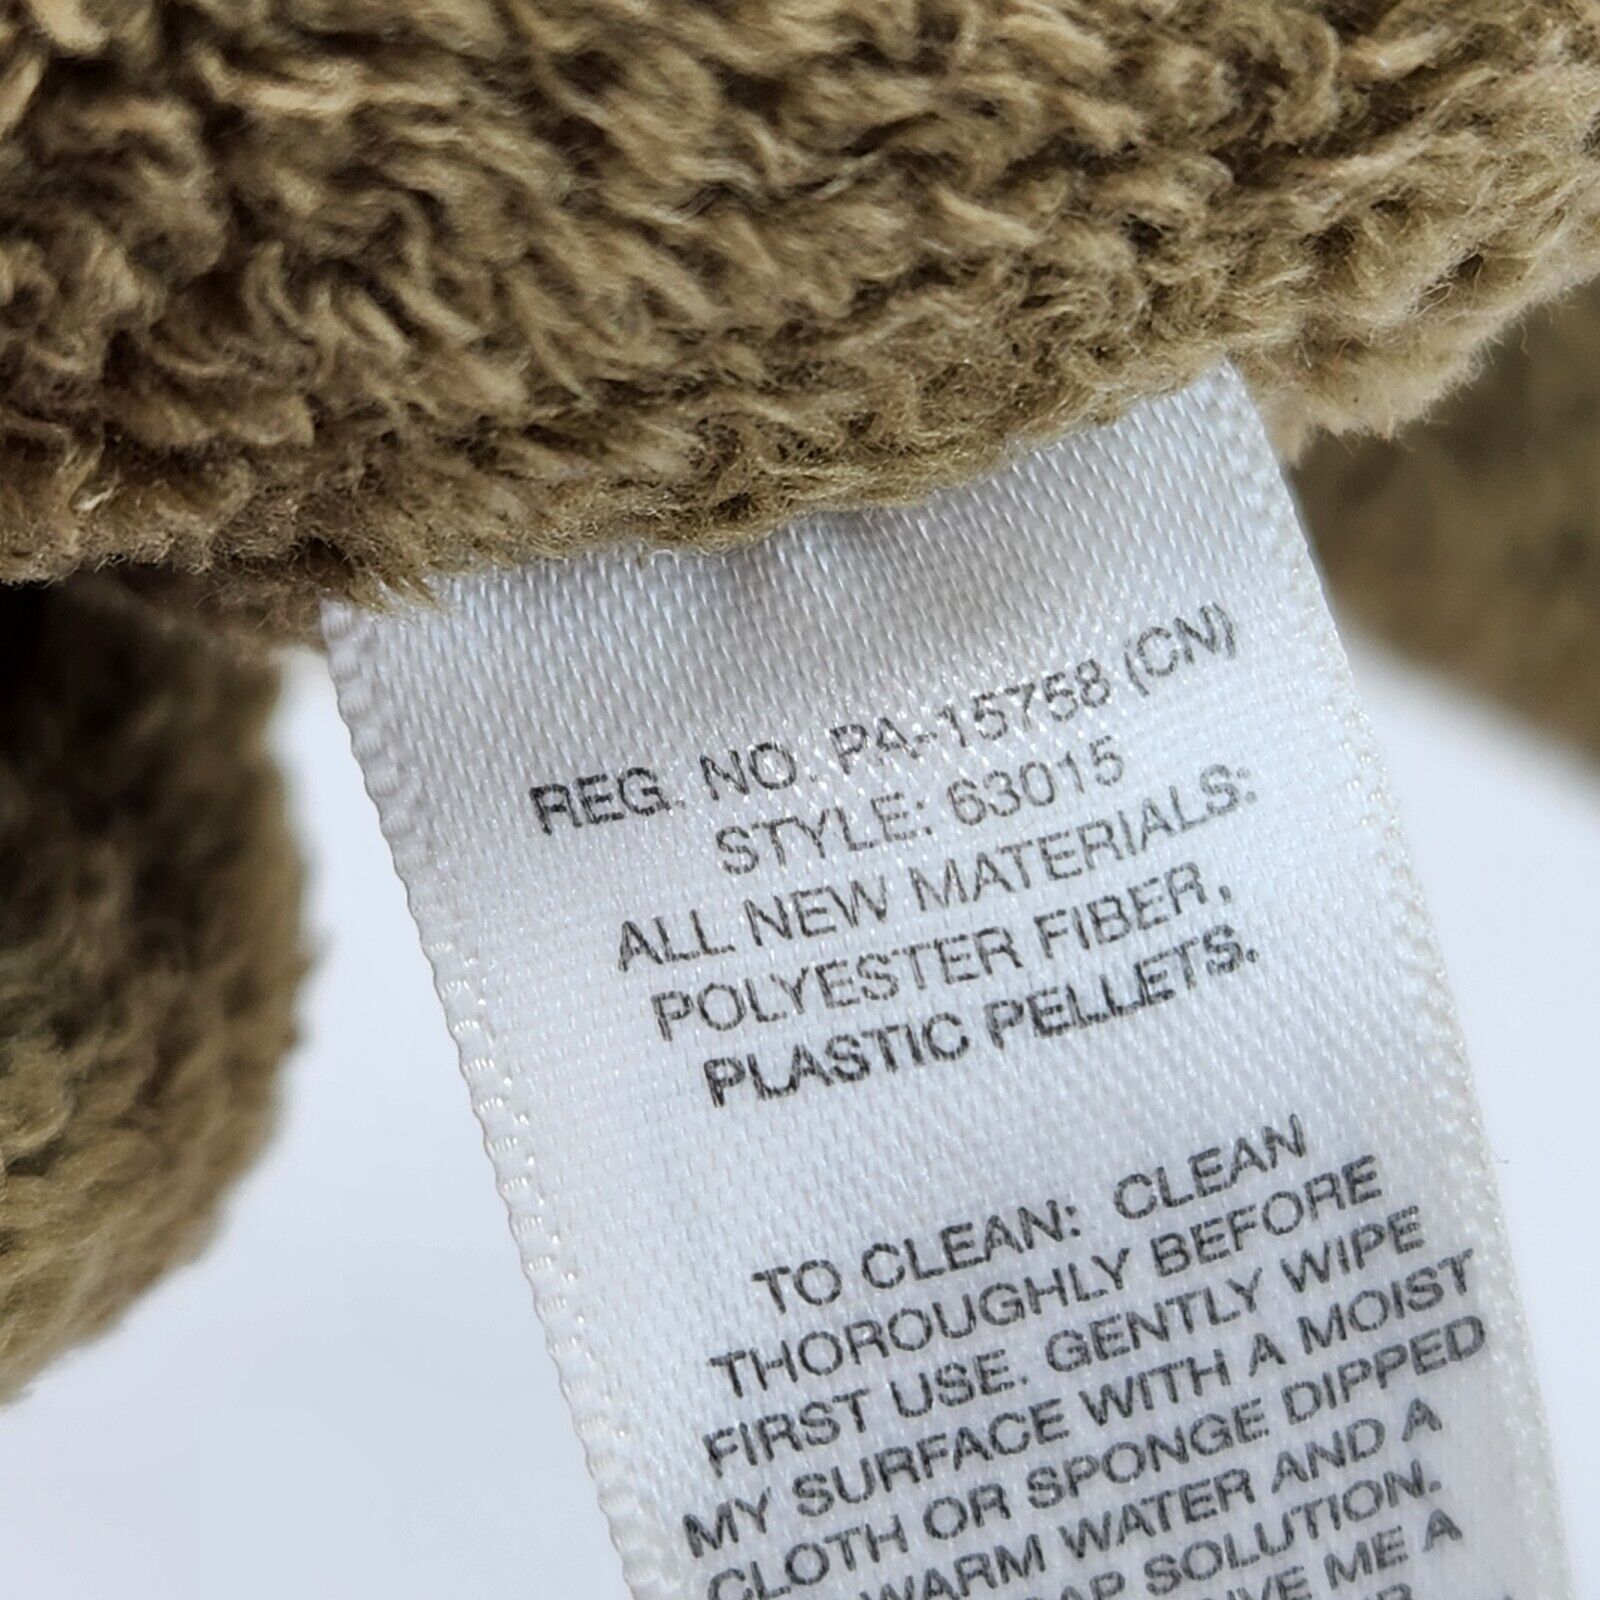 REG. NO. PA-15758 (CN)
STYLE: 63015
ALL NEW MATERIALS:
POLYESTER FIBER,
PLASTIC PELLETS.
TO CLEAN: CLEAN
THOROUGHLY BEFORE
FIRST USE. GENTLY WIPE
MY SURFACE WITH A MOIST
CLOTH OR SPONGE DIPPED
WARM WATER AND A
SOLUTION.
ME A